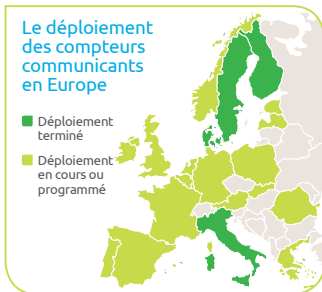 Le déploiement
des compteurs
communicants
en Europe
Déploiement
terminé
Déploiement
en cours ou
programmé